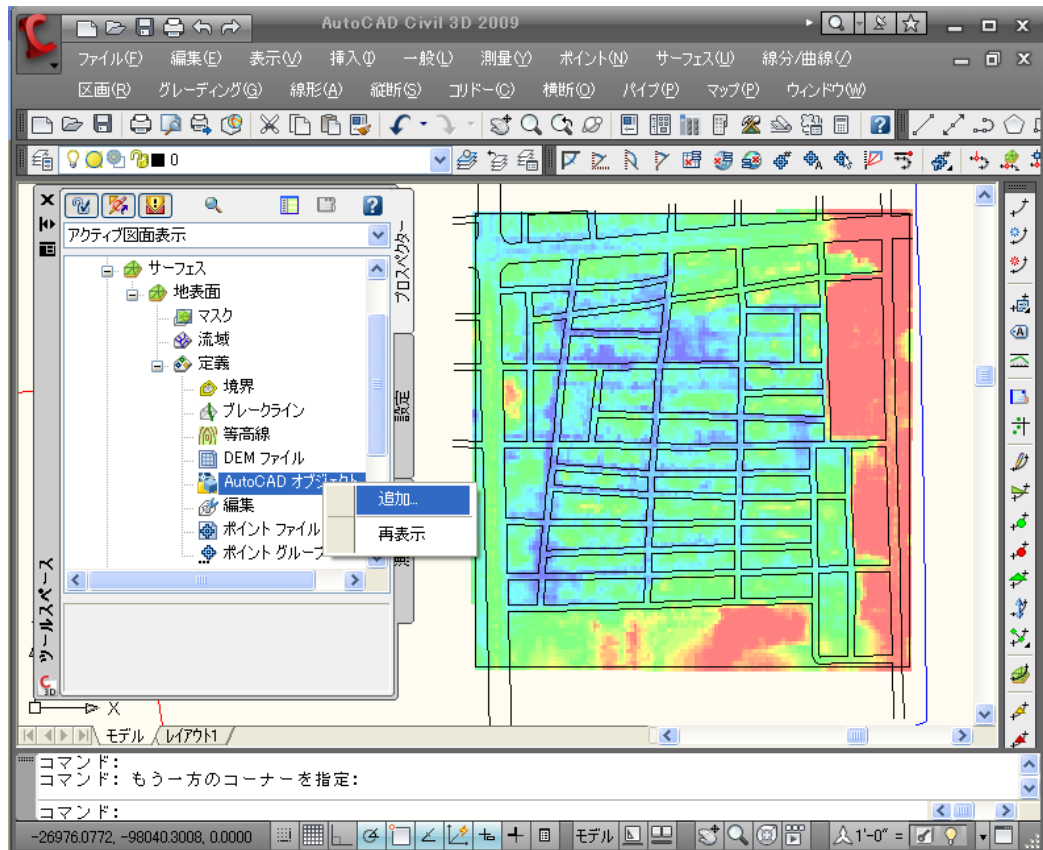 AutoCAD Civil 3D 2009
ファイル(F) 編集(E) 表示(V) 挿入(I) 一般(L) 測量(Y) ポイント(N) サーフェス(U) 線分/曲線(/)
区画(R) グレーディング(G) 線形(A) 縦断(S) コリドー(C) 横断(O) パイプ(P) マップ(P) ウィンドウ(W)
0
アクティブ図面表示
サーフェス
地表面
マスク
流域
定義
境界
ブレークライン
等高線
DEM ファイル
AutoCAD オブジェクト
編集
ポイント ファイル
ポイント グループ
追加...
再表示
プロスペクター
設定
ツールスペース
3D
X
モデル
レイアウト1
コマンド:
コマンド: もう一方のコーナーを指定:
コマンド:
-26976.0772, -98040.3008, 0.0000 モデル 1'-0" =